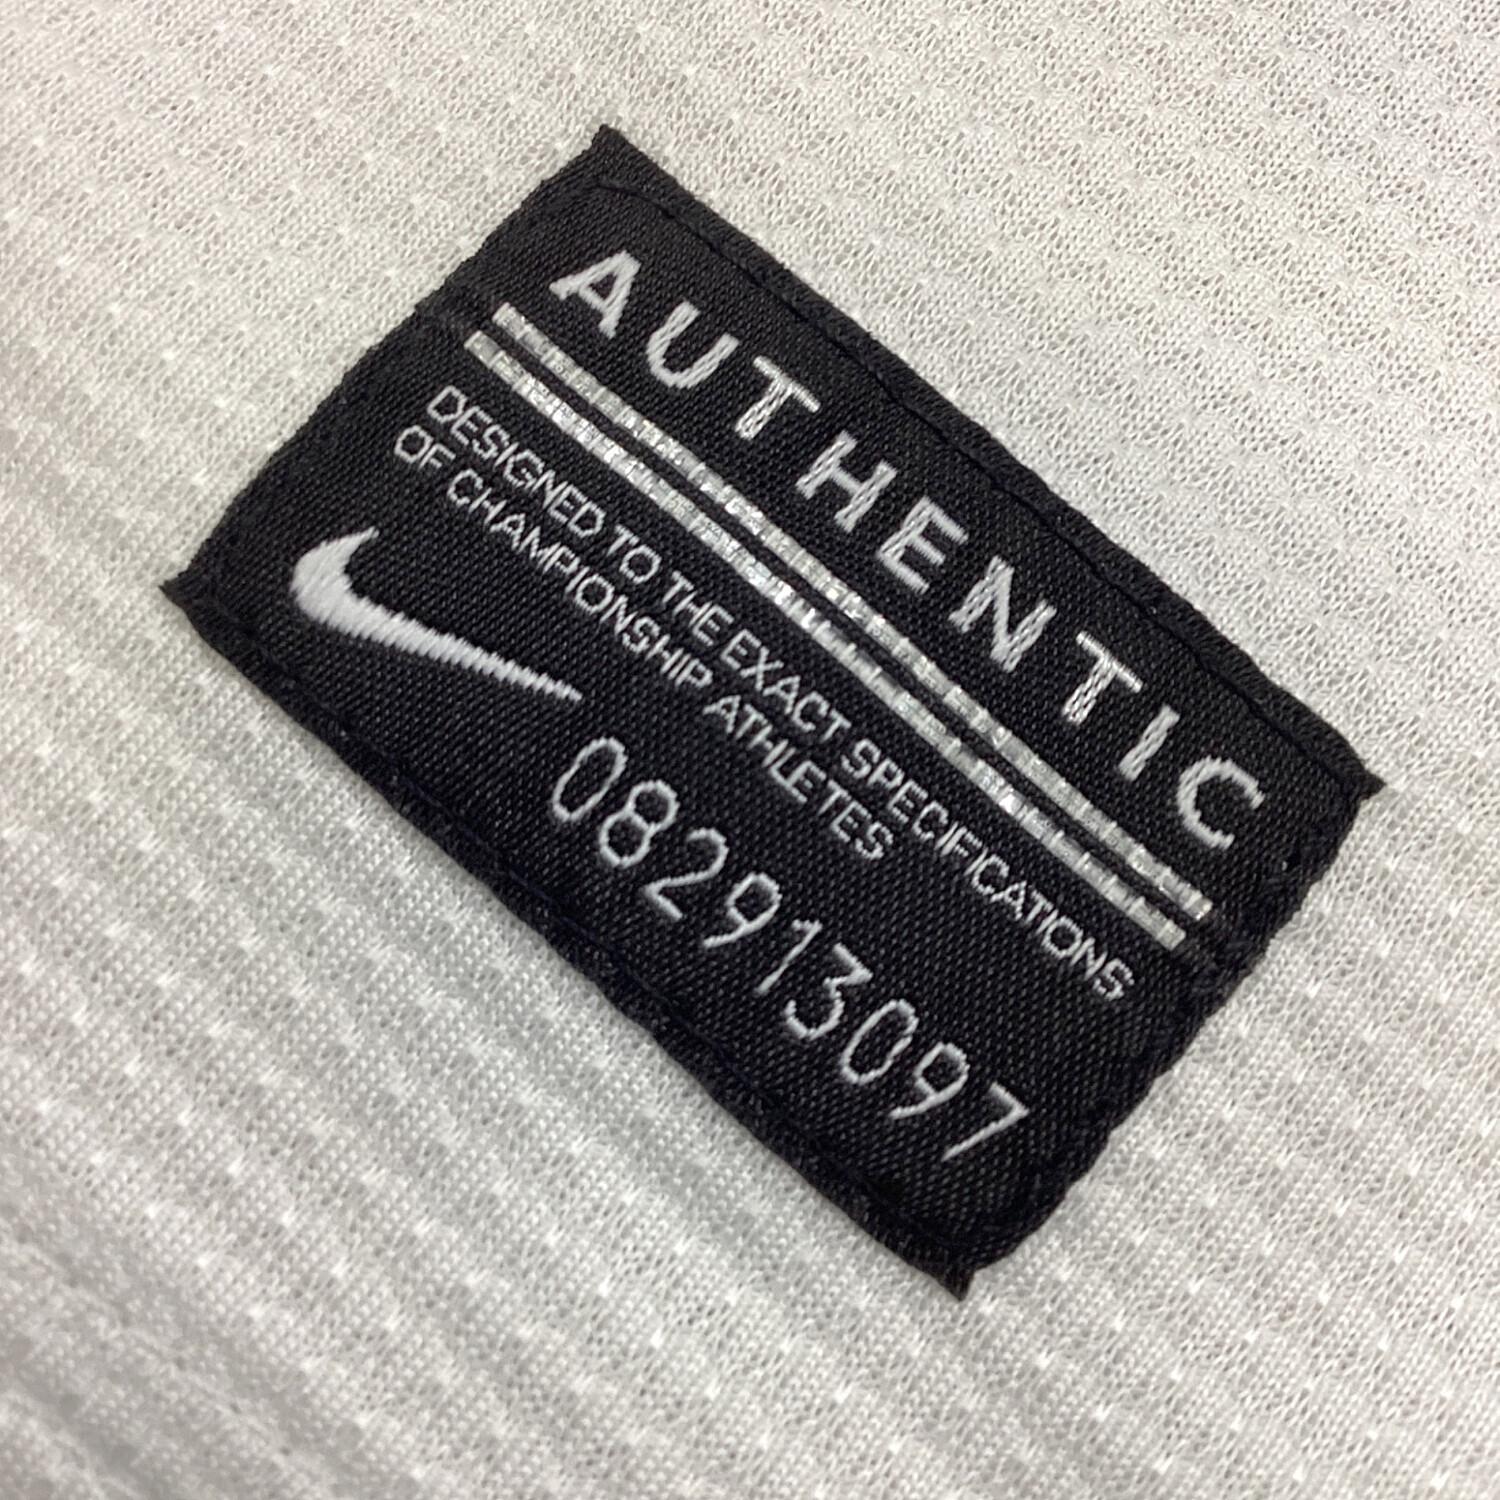 AUTHENTIC
DESIGNED TO THE EXACT SPECIFICATIONS
OF CHAMPIONSHIP ATHLETES
082913097